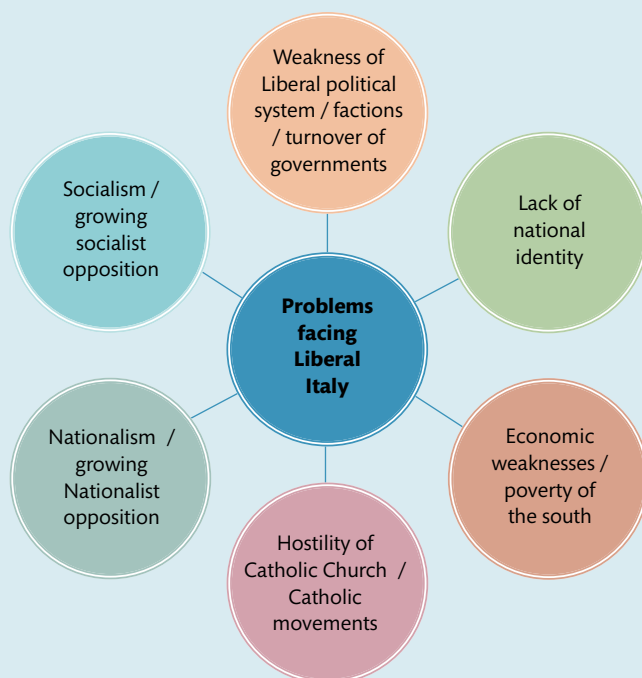 Weakness of
Liberal political
system / factions
/ turnover of
governments
Socialism /
growing
socialist
opposition
Lack of
national
identity
Problems
facing
Liberal
Italy
Nationalism /
growing
Nationalist
opposition
Economic
weaknesses /
poverty of
the south
Hostility of
Catholic Church /
Catholic
movements